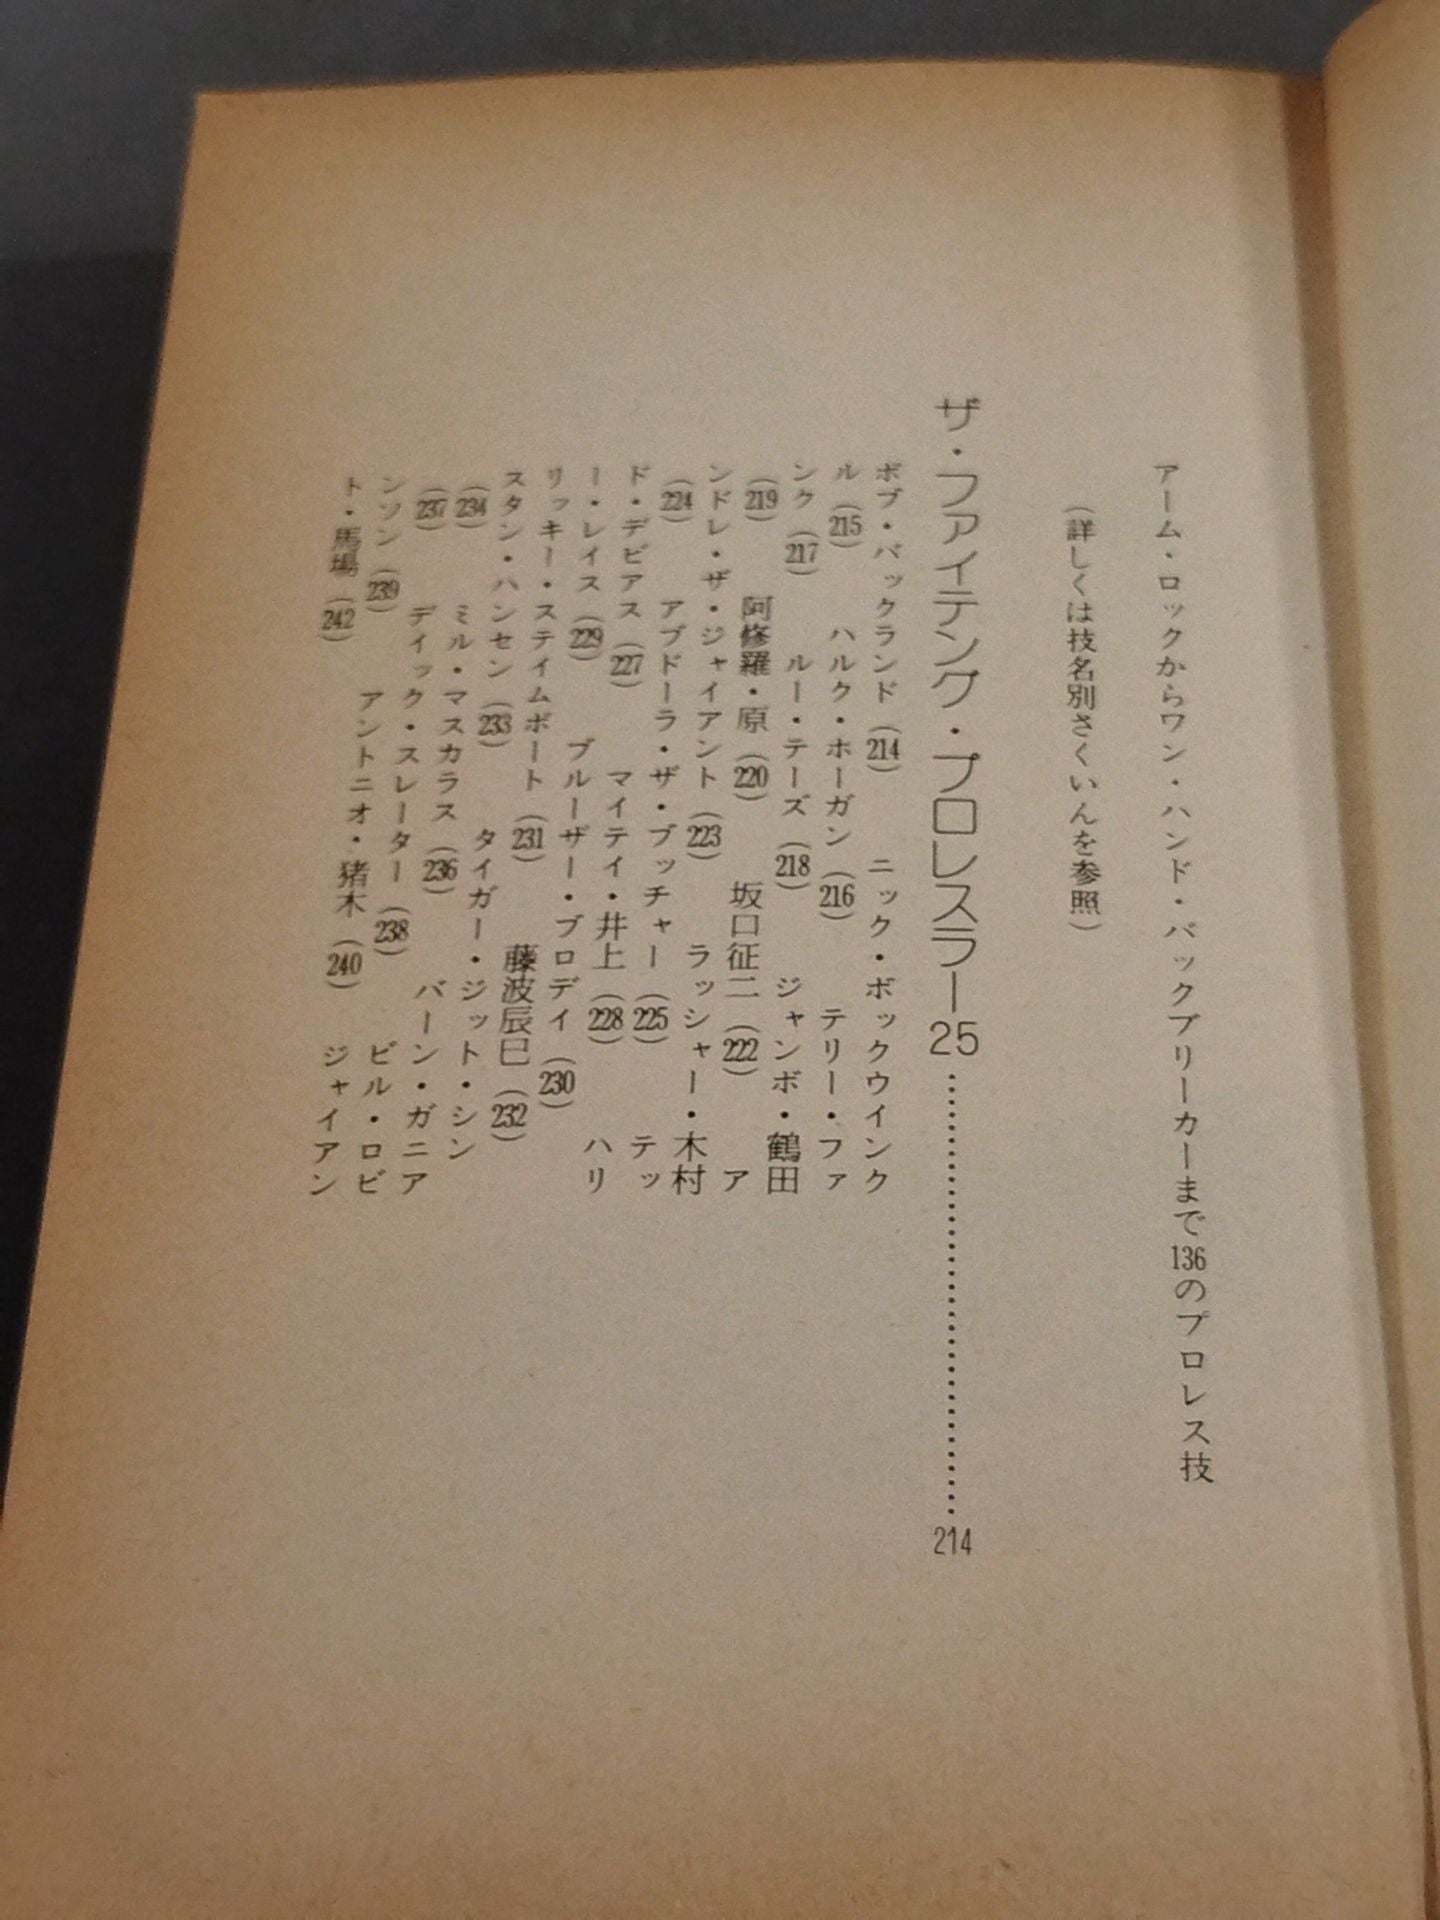 アーム・ロックからワン・ハンド・バックブリーカーまで136のプロレス技
（詳しくは技名別さくいんを参照）
ザ・ファイテング・プロレスラー25……………………………214
ボブ・バックランド（214） ニック・ボックウインク
ル（215） ハルク・ホーガン（216） テリー・ファ
ンク（217） ルー・テーズ（218） ジャンボ・鶴田
（219） 阿修羅・原（220） 坂口征二（222） ア
ンドレ・ザ・ジャイアント（223） ラッシャー・木村
（224） アブドーラ・ザ・ブッチャー（225） テッ
ド・デビアス（227） マイティ・井上（228） ハリ
ー・レイス（229） ブルーザー・ブロディ（230）
リッキー・ステイムボート（231） 藤波辰巳（232）
スタン・ハンセン（233） タイガー・ジット・シン
（234） ミル・マスカラス（236） バーン・ガニア
（237） ディック・スレーター（238） ビル・ロビ
ンソン（239） アントニオ・猪木（240） ジャイアン
ト・馬場（242）